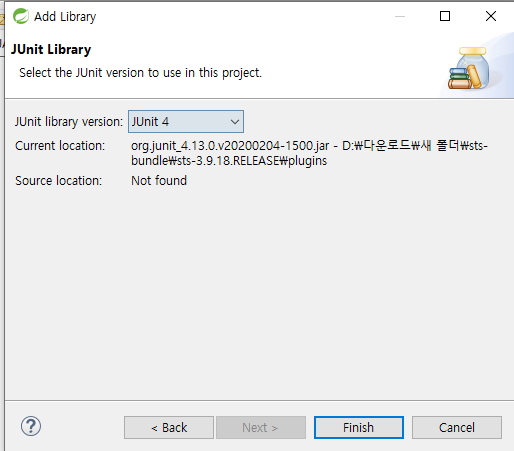 Add Library
JUnit Library
Select the JUnit version to use in this project.
JUnit library version: JUnit 4
Current location: org.junit_4.13.0.v20200204-1500.jar - D:₩다운로드₩새 폴더₩sts-
bundle₩sts-3.9.18.RELEASE₩plugins
Source location: Not found
< Back Next > Finish Cancel